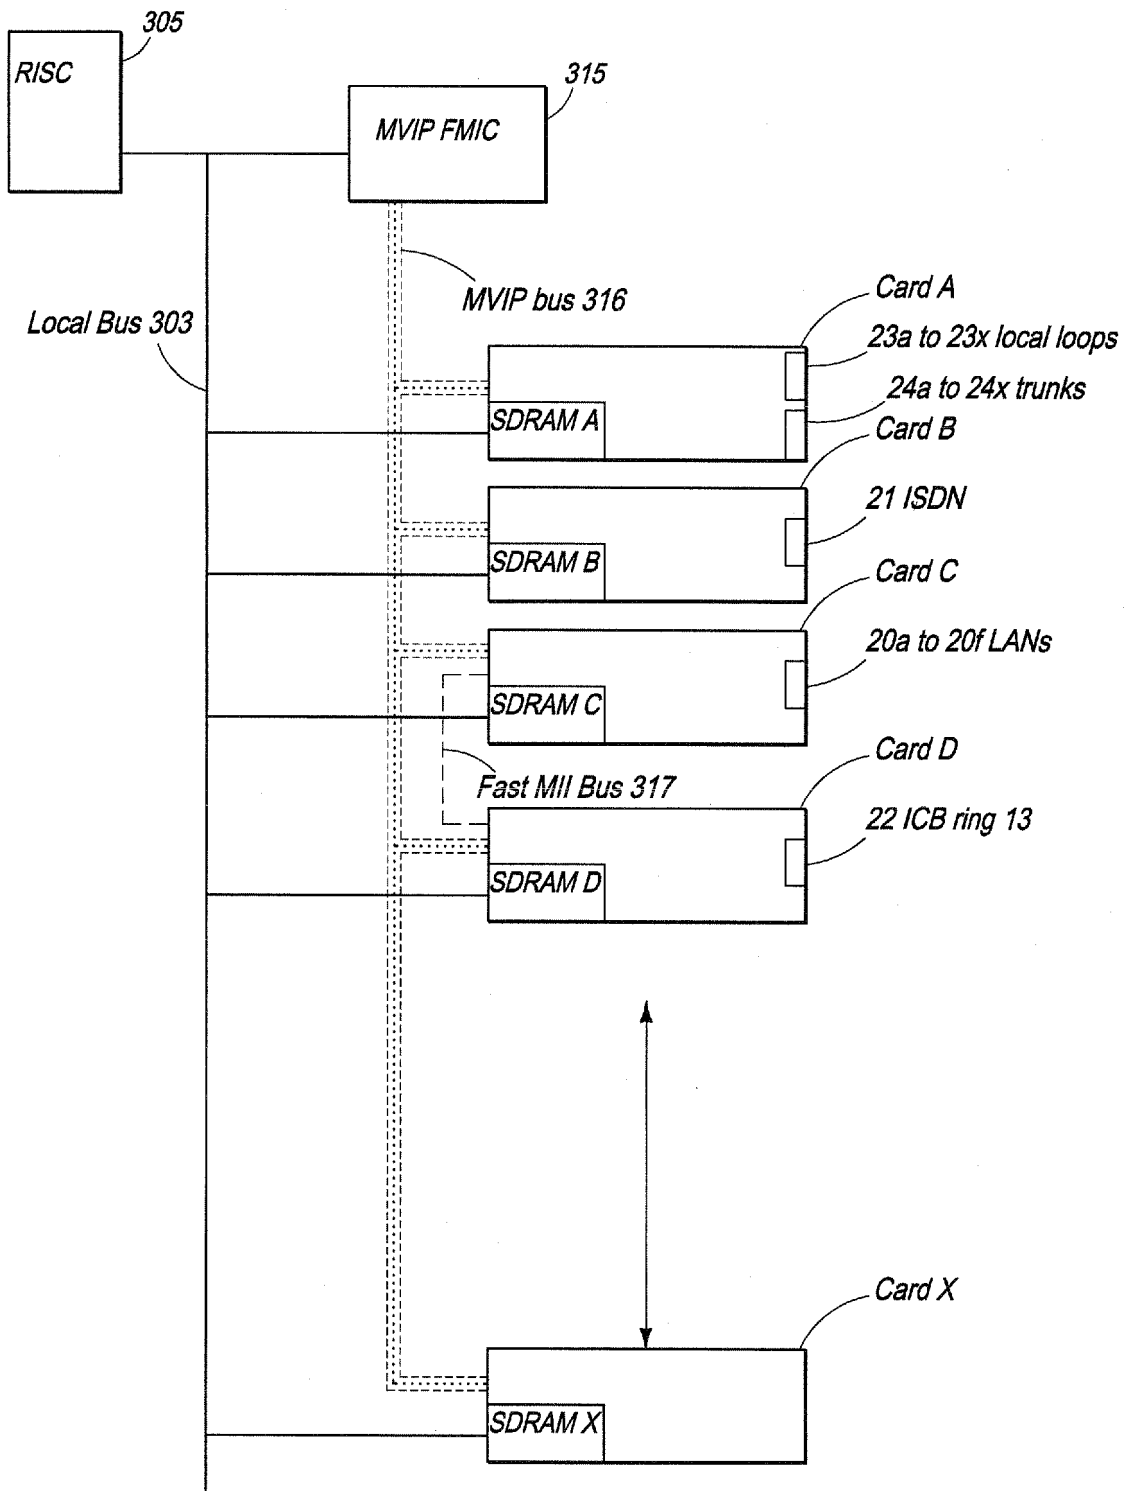 305
RISC
315
MVIP FMIC
MVIP bus 316
Local Bus 303
Card A
23a to 23x local loops
24a to 24x trunks
SDRAM A
Card B
21 ISDN
SDRAM B
Card C
20a to 20f LANs
SDRAM C
Card D
Fast MII Bus 317
22 ICB ring 13
SDRAM D
Card X
SDRAM X